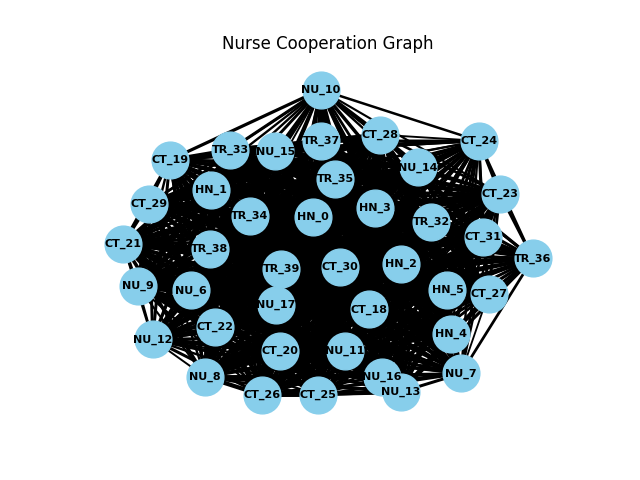 Nurse Cooperation Graph
NU_10
CT_28
CT_24
TR_37
TR_33
NU_15
CT_19
NU_14
TR_35
HN_1
CT_23
CT_29
HN_3
TR_34
HN_0
TR_32
CT_31
CT_21
TR_38
TR_36
HN_2
CT_30
TR_39
NU_9
NU_6
HN_5
CT_27
NU_17
CT_18
CT_22
HN_4
NU_12
CT_20
NU_11
NU_7
NU_8
NU_16
NU_13
CT_26
CT_25